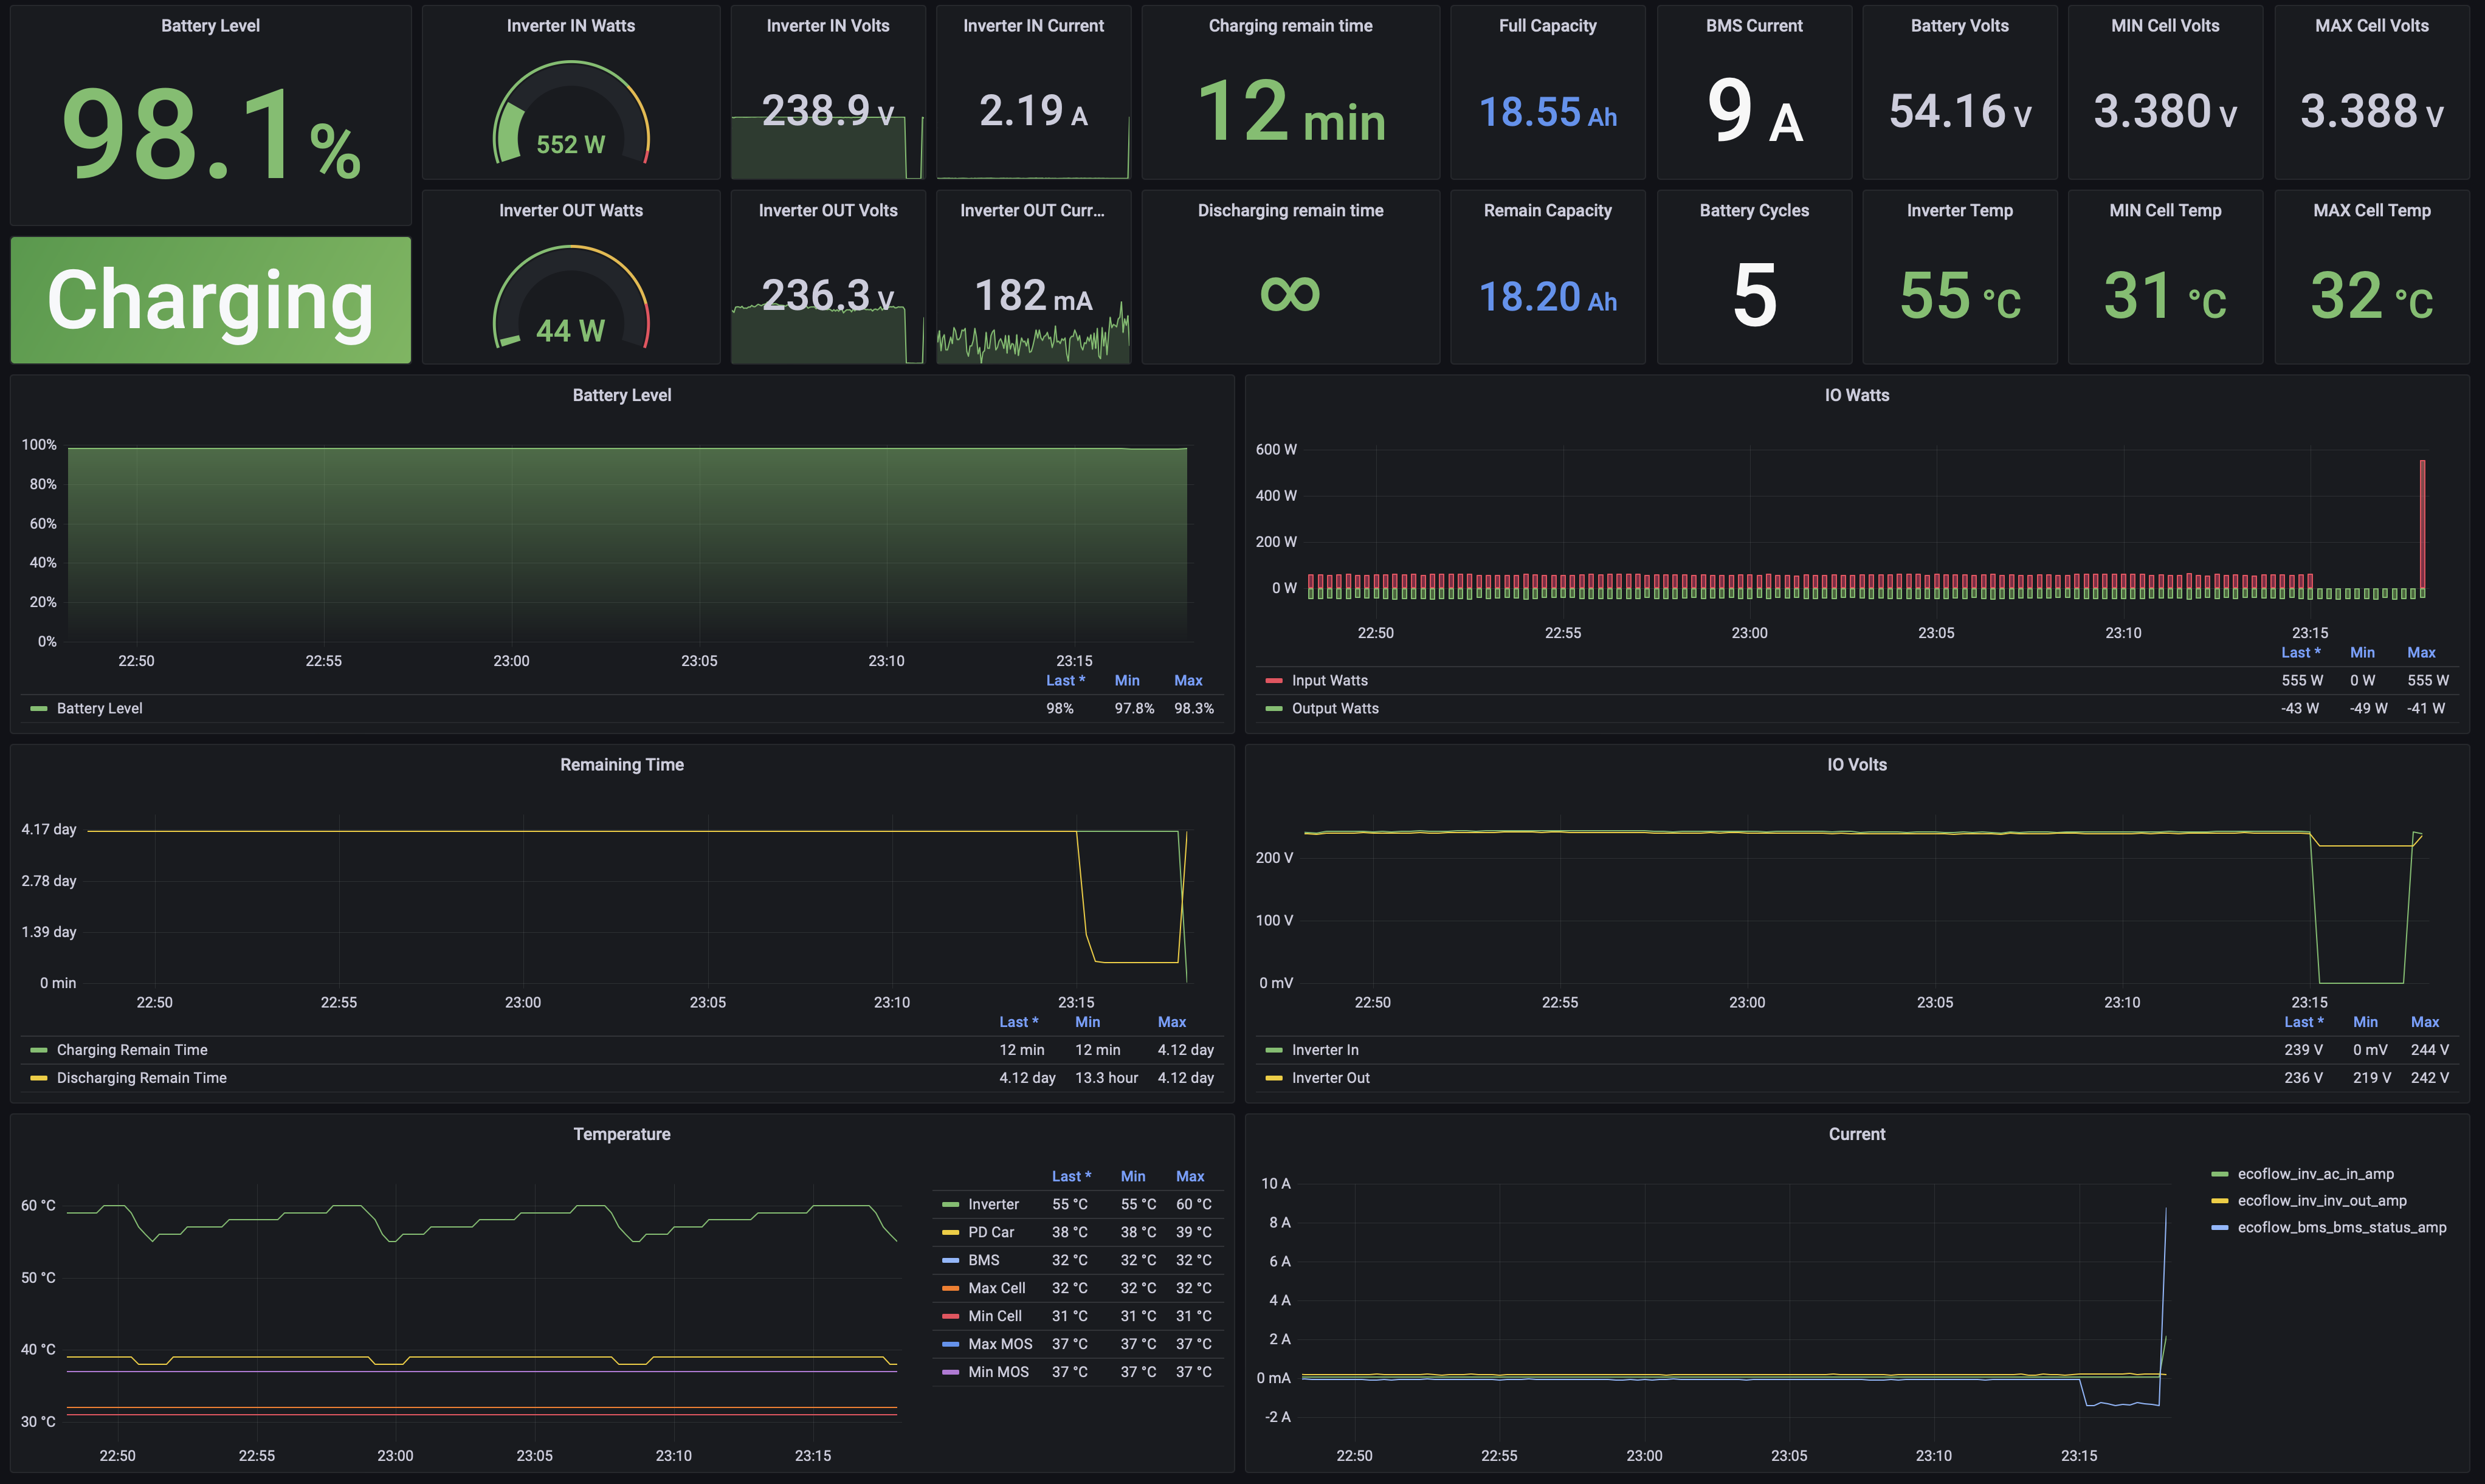 Battery Level
98.1%
Charging
Inverter IN Watts
552 W
Inverter IN Volts
238.9 V
Inverter IN Current
2.19 A
Charging remain time
12 min
Full Capacity
18.55 Ah
BMS Current
9 A
Battery Volts
54.16 V
MIN Cell Volts
3.380 V
MAX Cell Volts
3.388 V
Inverter OUT Watts
44 W
Inverter OUT Volts
236.3 V
Inverter OUT Curr...
182 mA
Discharging remain time
∞
Remain Capacity
18.20 Ah
Battery Cycles
5
Inverter Temp
55 °C
MIN Cell Temp
31 °C
MAX Cell Temp
32 °C
Battery Level
100%
80%
60%
40%
20%
0%
22:50 22:55 23:00 23:05 23:10 23:15
Last * Min Max
Battery Level 98% 97.8% 98.3%
IO Watts
600 W
400 W
200 W
0 W
22:50 22:55 23:00 23:05 23:10 23:15
Last * Min Max
Input Watts 555 W 0 W 555 W
Output Watts -43 W -49 W -41 W
Remaining Time
4.17 day
2.78 day
1.39 day
0 min
22:50 22:55 23:00 23:05 23:10 23:15
Last * Min Max
Charging Remain Time 12 min 12 min 4.12 day
Discharging Remain Time 4.12 day 13.3 hour 4.12 day
IO Volts
200 V
100 V
0 mV
22:50 22:55 23:00 23:05 23:10 23:15
Last * Min Max
Inverter In 239 V 0 mV 244 V
Inverter Out 236 V 219 V 242 V
Temperature
60 °C
50 °C
40 °C
30 °C
22:50 22:55 23:00 23:05 23:10 23:15
Last * Min Max
Inverter 55 °C 55 °C 60 °C
PD Car 38 °C 38 °C 39 °C
BMS 32 °C 32 °C 32 °C
Max Cell 32 °C 32 °C 32 °C
Min Cell 31 °C 31 °C 31 °C
Max MOS 37 °C 37 °C 37 °C
Min MOS 37 °C 37 °C 37 °C
Current
10 A
8 A
6 A
4 A
2 A
0 mA
-2 A
22:50 22:55 23:00 23:05 23:10 23:15
ecoflow_inv_ac_in_amp
ecoflow_inv_inv_out_amp
ecoflow_bms_bms_status_amp